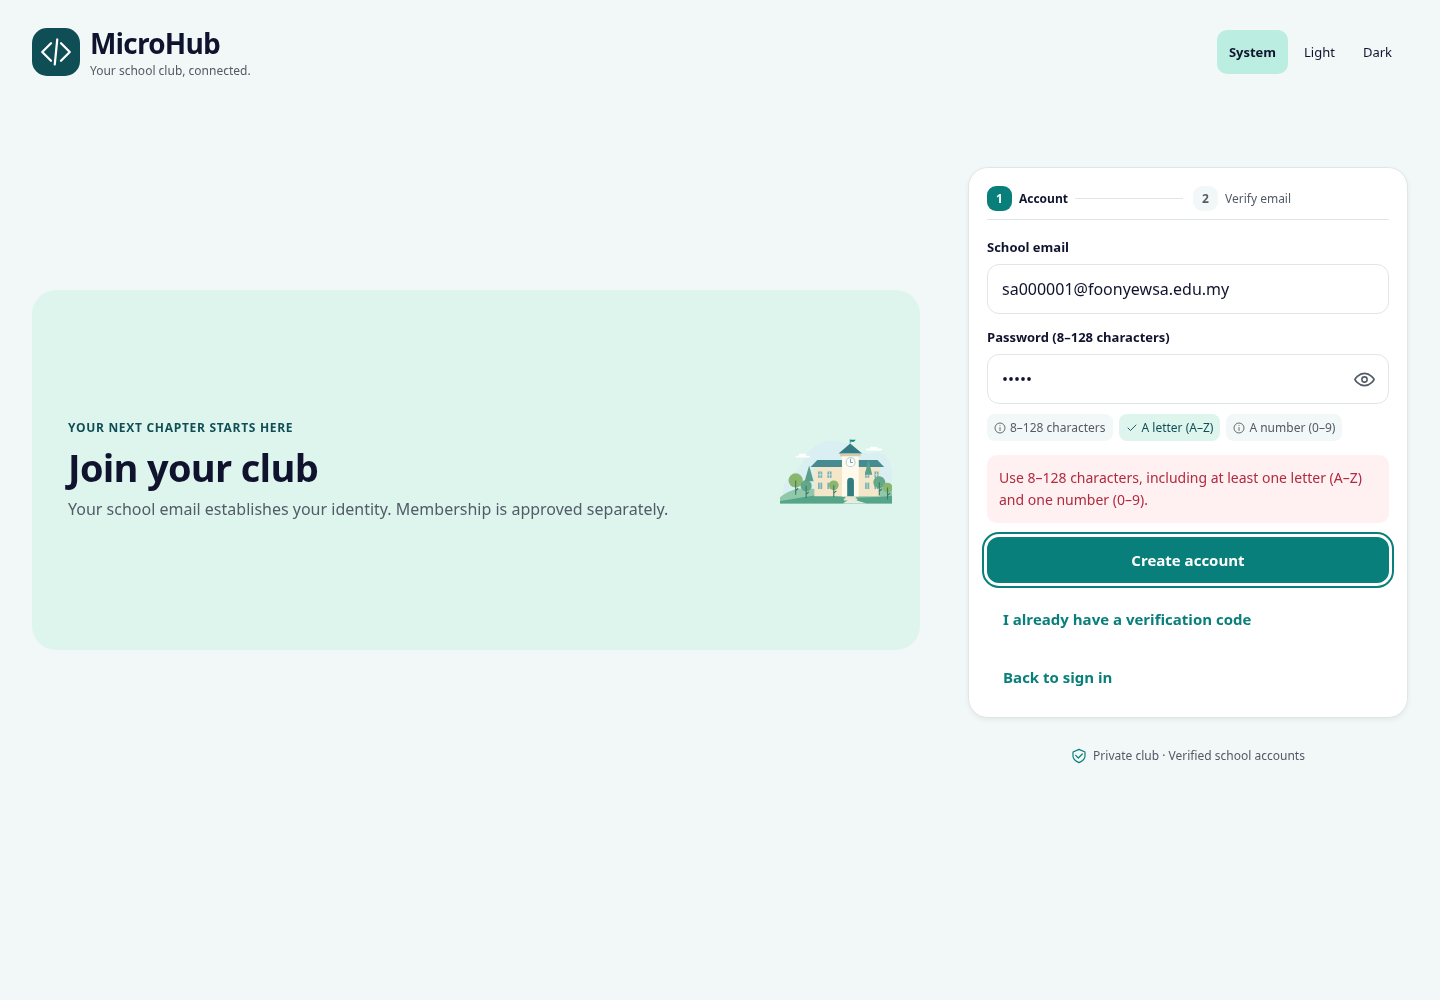 MicroHub
Your school club, connected.
System
Light
Dark
YOUR NEXT CHAPTER STARTS HERE
Join your club
Your school email establishes your identity. Membership is approved separately.
1 Account
2 Verify email
School email
sa000001@foonyewsa.edu.my
Password (8–128 characters)
•••••
8–128 characters
A letter (A–Z)
A number (0–9)
Use 8–128 characters, including at least one letter (A–Z)
and one number (0–9).
Create account
I already have a verification code
Back to sign in
Private club · Verified school accounts